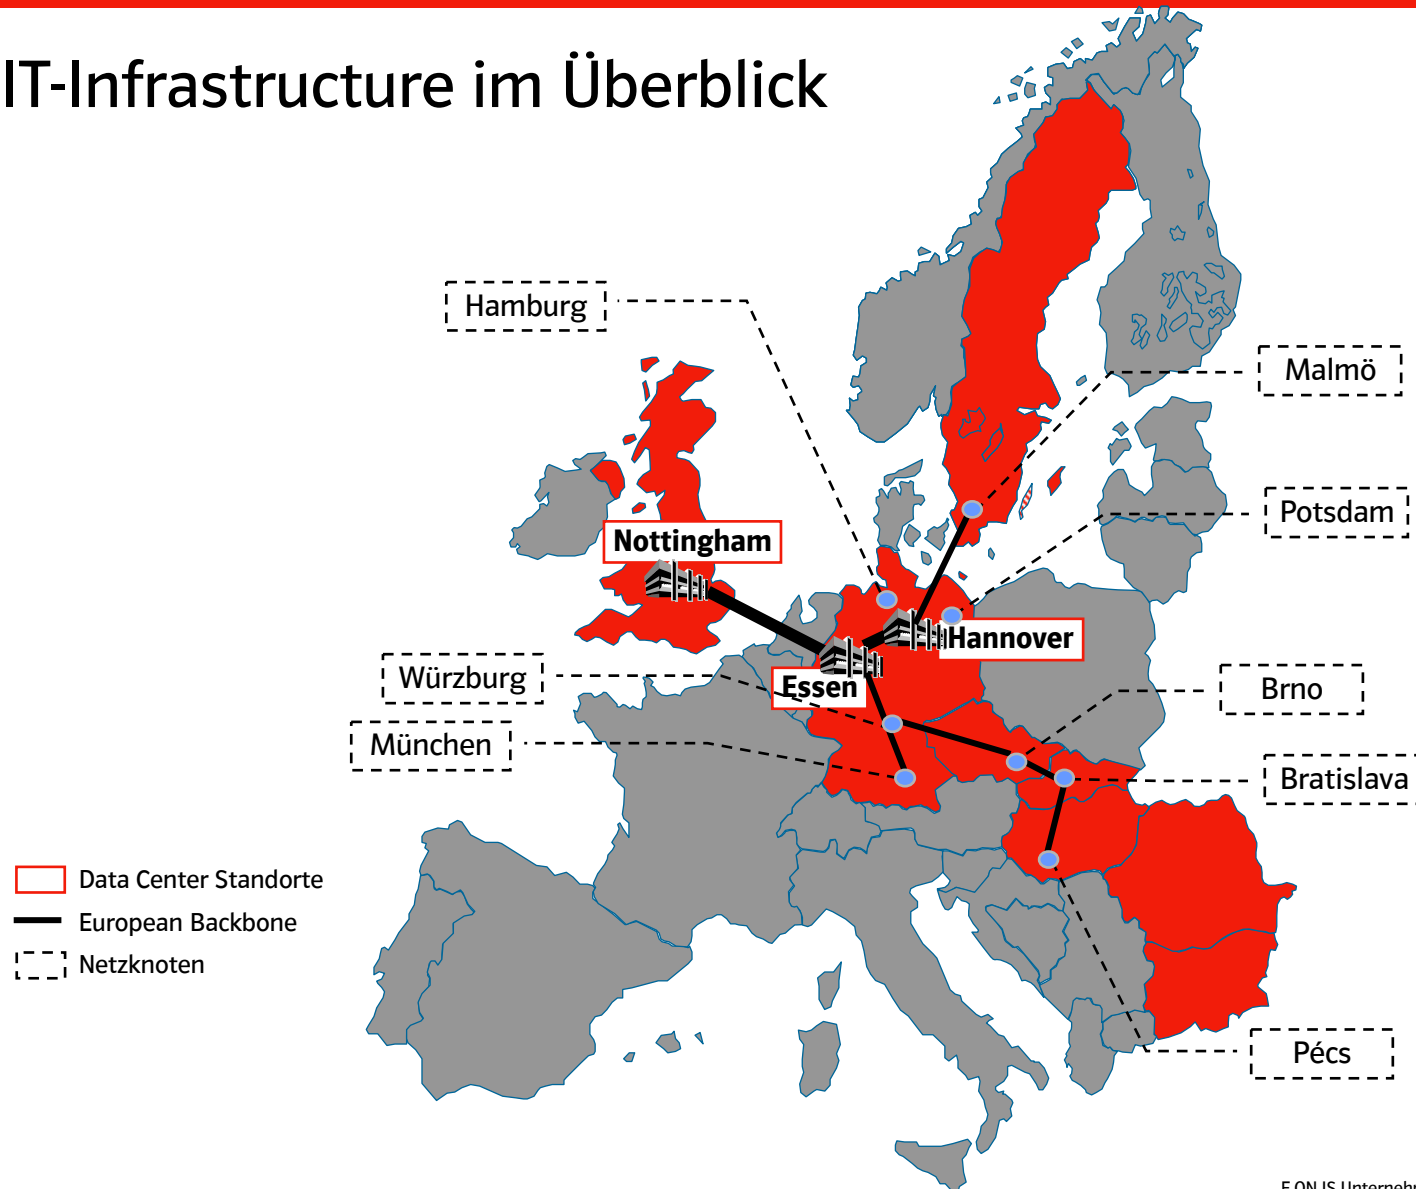 IT-Infrastructure im Überblick
Hamburg
Malmö
Potsdam
Nottingham
Hannover
Essen
Würzburg
Brno
München
Bratislava
Data Center Standorte
European Backbone
Netzknoten
Pécs